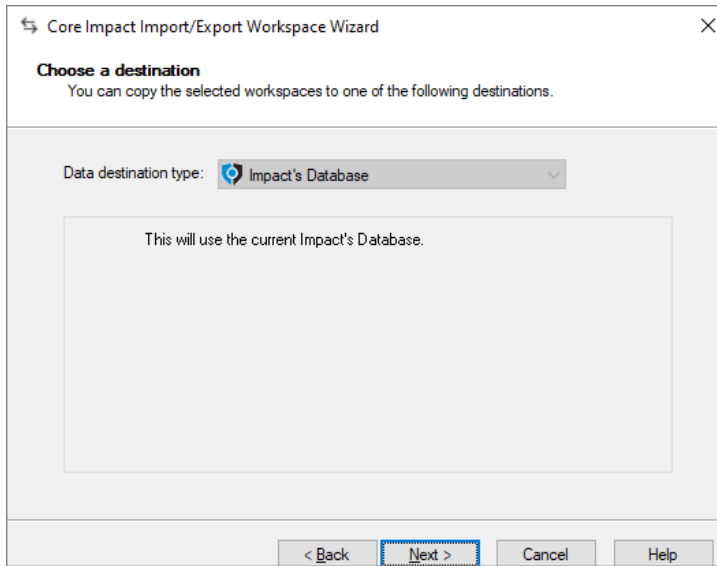 Core Impact Import/Export Workspace Wizard
Choose a destination
You can copy the selected workspaces to one of the following destinations.
Data destination type: Impact's Database
This will use the current Impact's Database.
< Back Next > Cancel Help